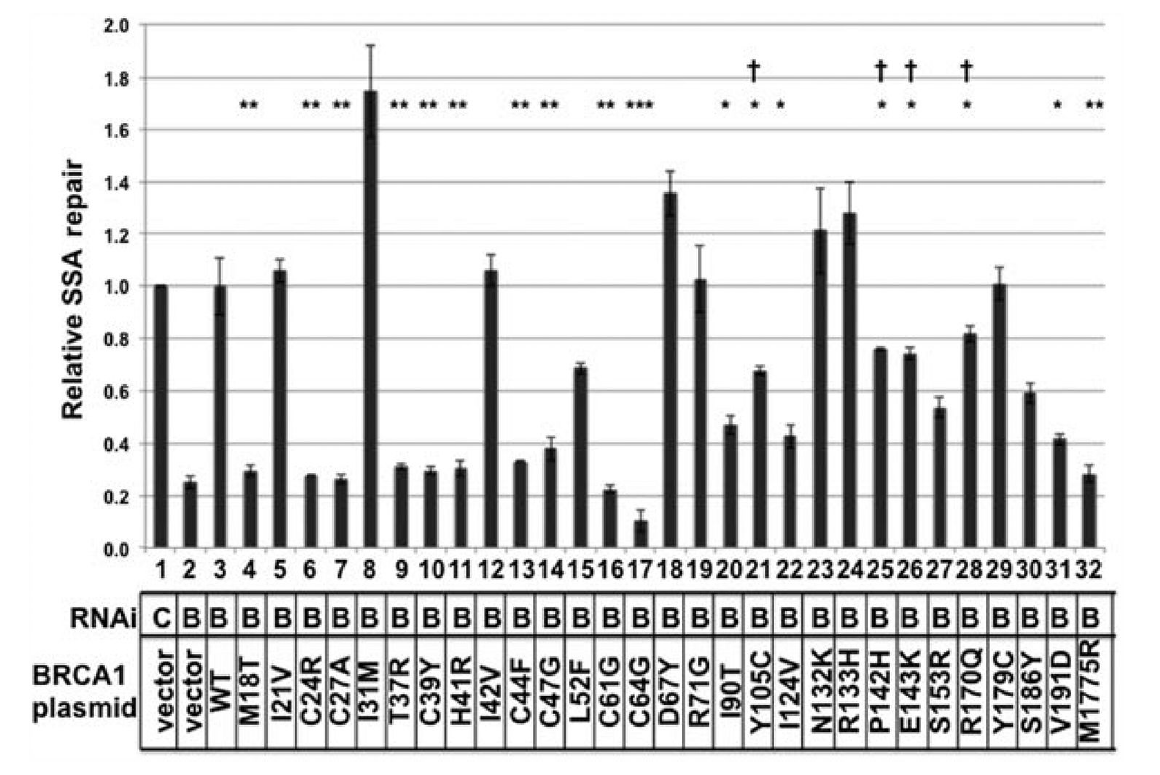 Relative SSA repair
2.0
1.8
1.6
1.4
1.2
1.0
0.8
0.6
0.4
0.2
0.0
† † † †
** ** ** ** ** ** ** ** ** *** * * * * * * * **
1 2 3 4 5 6 7 8 9 10 11 12 13 14 15 16 17 18 19 20 21 22 23 24 25 26 27 28 29 30 31 32
RNAi C B B B B B B B B B B B B B B B B B B B B B B B B B B B B B B B
BRCA1 plasmid
vector
vector
WT
M18T
I21V
C24R
C27A
I31M
T37R
C39Y
H41R
I42V
C44F
C47G
L52F
C61G
C64G
D67Y
R71G
I90T
Y105C
I124V
N132K
R133H
P142H
E143K
S153R
R170Q
Y179C
S186Y
V191D
M1775R